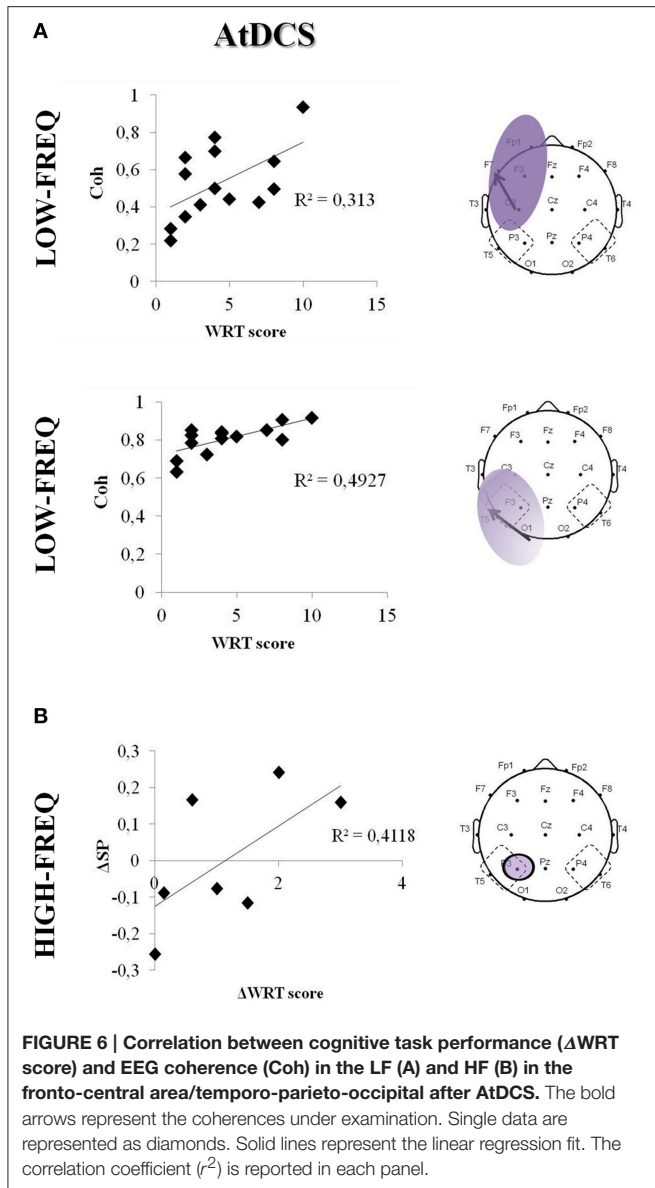 A
AtDCS
LOW-FREQ
Coh
1
0,8
0,6
0,4
0,2
0
0 5 10 15
WRT score
R² = 0,313
Fp1 Fp2
F7 F3 Fz F4 F8
T3 C3 Cz C4 T4
P3 Pz P4
T5 O1 O2 T6
LOW-FREQ
Coh
1
0,8
0,6
0,4
0,2
0
0 5 10 15
WRT score
R² = 0,4927
Fp1 Fp2
F7 F3 Fz F4 F8
T3 C3 Cz C4 T4
P3 Pz P4
T5 O1 O2 T6
B
HIGH-FREQ
ΔSP
0,3
0,2
0,1
0
-0,1
-0,2
-0,3
0 2 4
ΔWRT score
R² = 0,4118
Fp1 Fp2
F7 F3 Fz F4 F8
T3 C3 Cz C4 T4
P3 Pz P4
T5 O1 O2 T6
FIGURE 6 | Correlation between cognitive task performance (ΔWRT
score) and EEG coherence (Coh) in the LF (A) and HF (B) in the
fronto-central area/temporo-parieto-occipital after AtDCS. The bold
arrows represent the coherences under examination. Single data are
represented as diamonds. Solid lines represent the linear regression fit. The
correlation coefficient (r²) is reported in each panel.